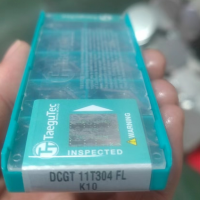 TaeguTec
WARNING
INSPECTED
DCGT 11T304 FL
K10